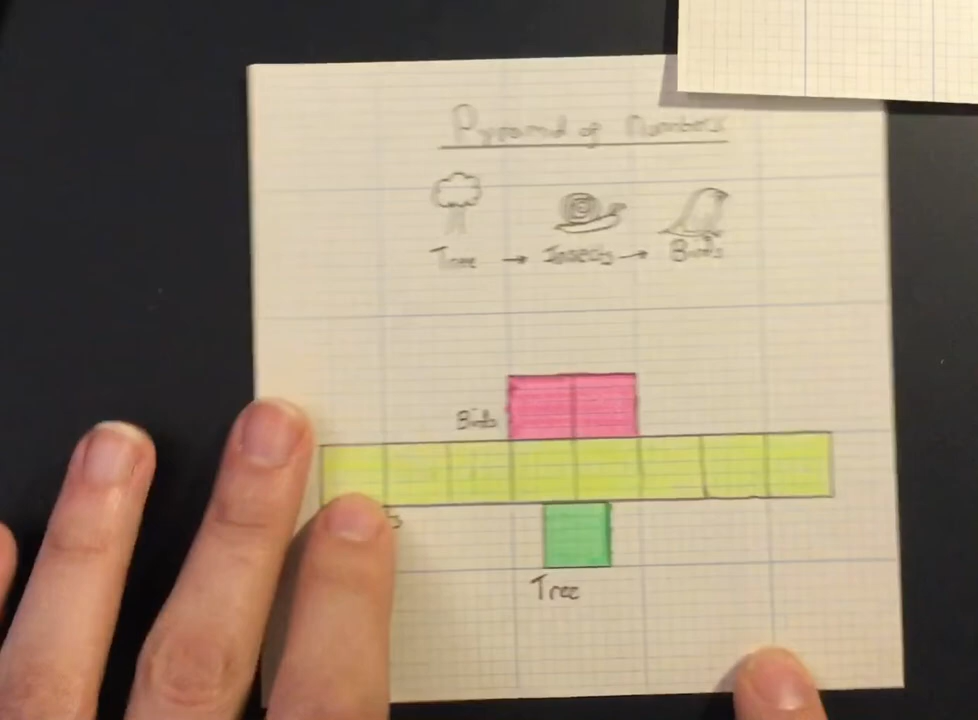 Pyramid of Numbers
Tree → Insects → Birds
Birds
s
Tree